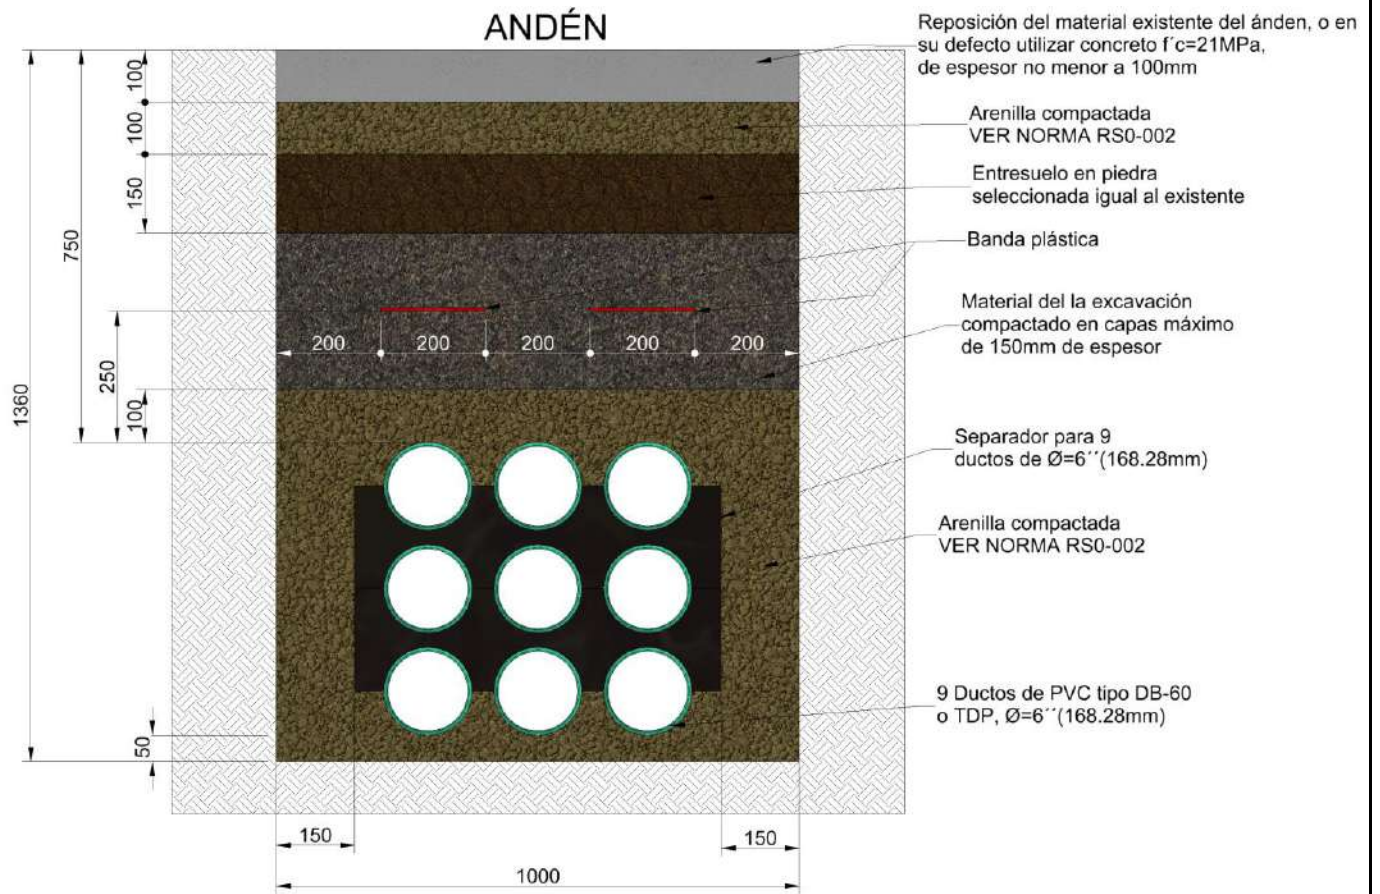 ANDÉN
Reposición del material existente del ánden, o en
su defecto utilizar concreto f´c=21MPa,
de espesor no menor a 100mm
Arenilla compactada
VER NORMA RS0-002
Entresuelo en piedra
seleccionada igual al existente
Banda plástica
Material del la excavación
compactado en capas máximo
de 150mm de espesor
Separador para 9
ductos de Ø=6´´(168.28mm)
Arenilla compactada
VER NORMA RS0-002
9 Ductos de PVC tipo DB-60
o TDP, Ø=6´´(168.28mm)
100
100
150
750
250
100
1360
50
200 200 200 200 200
150 150
1000